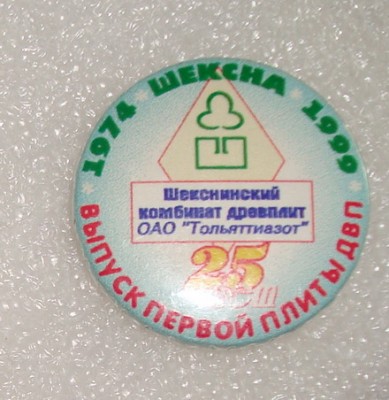 1974 * ШЕКСНА * 1999
Шекснинский
комбинат древплит
ОАО "Тольяттиазот"
25
ВЫПУСК ПЕРВОЙ ПЛИТЫ ДВП